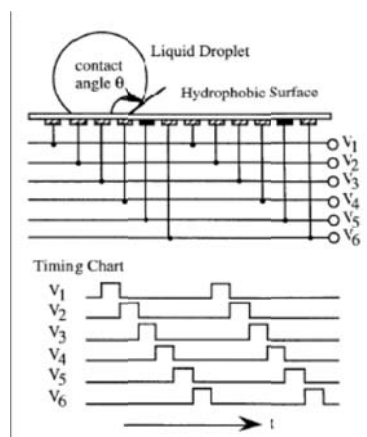 Liquid Droplet
contact
angle θ
Hydrophobic Surface
V1
V2
V3
V4
V5
V6
Timing Chart
V1
V2
V3
V4
V5
V6
t